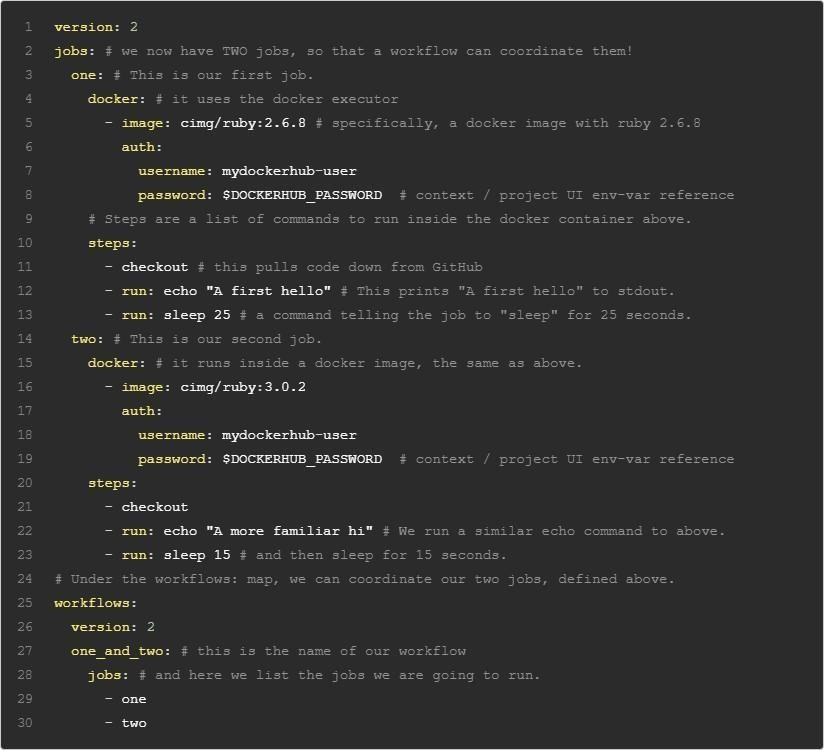 1 version: 2
2 jobs: # we now have TWO jobs, so that a workflow can coordinate them!
3   one: # This is our first job.
4     docker: # it uses the docker executor
5       - image: cimg/ruby:2.6.8 # specifically, a docker image with ruby 2.6.8
6         auth:
7           username: mydockerhub-user
8           password: $DOCKERHUB_PASSWORD  # context / project UI env-var reference
9     # Steps are a list of commands to run inside the docker container above.
10     steps:
11       - checkout # this pulls code down from GitHub
12       - run: echo "A first hello" # This prints "A first hello" to stdout.
13       - run: sleep 25 # a command telling the job to "sleep" for 25 seconds.
14   two: # This is our second job.
15     docker: # it runs inside a docker image, the same as above.
16       - image: cimg/ruby:3.0.2
17         auth:
18           username: mydockerhub-user
19           password: $DOCKERHUB_PASSWORD  # context / project UI env-var reference
20     steps:
21       - checkout
22       - run: echo "A more familiar hi" # We run a similar echo command to above.
23       - run: sleep 15 # and then sleep for 15 seconds.
24 # Under the workflows: map, we can coordinate our two jobs, defined above.
25 workflows:
26   version: 2
27   one_and_two: # this is the name of our workflow
28     jobs: # and here we list the jobs we are going to run.
29       - one
30       - two